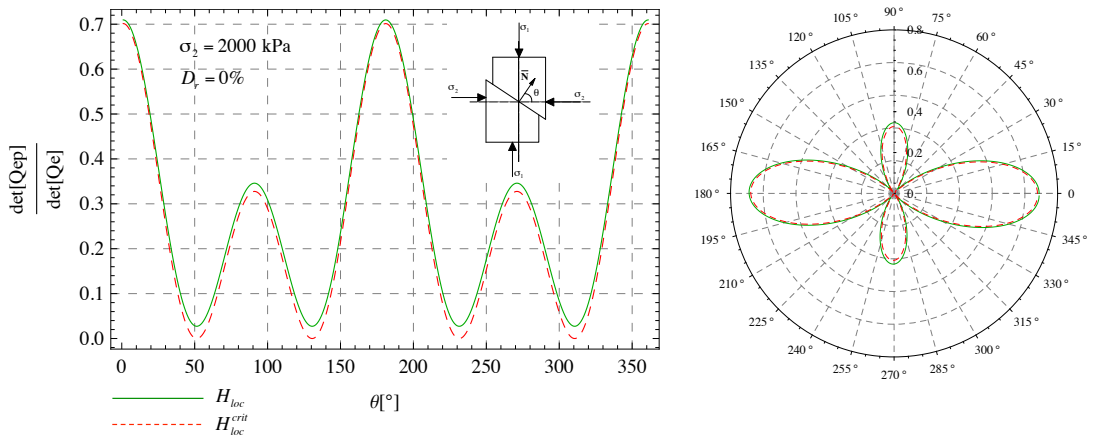 det[Qep]
det[Qe]
0.7
0.6
0.5
0.4
0.3
0.2
0.1
0.0
0 50 100 150 200 250 300 350
θ[°]
σ2 = 2000 kPa
Dr = 0%
σ1
N
θ
σ2
σ2
σ1
Hloc
Hloc^crit
90°
105° 75°
120° 60°
135° 45°
150° 30°
165° 15°
180° 0
195° 345°
210° 330°
225° 315°
240° 300°
255° 285°
270°
0.8
0.6
0.4
0.2
0